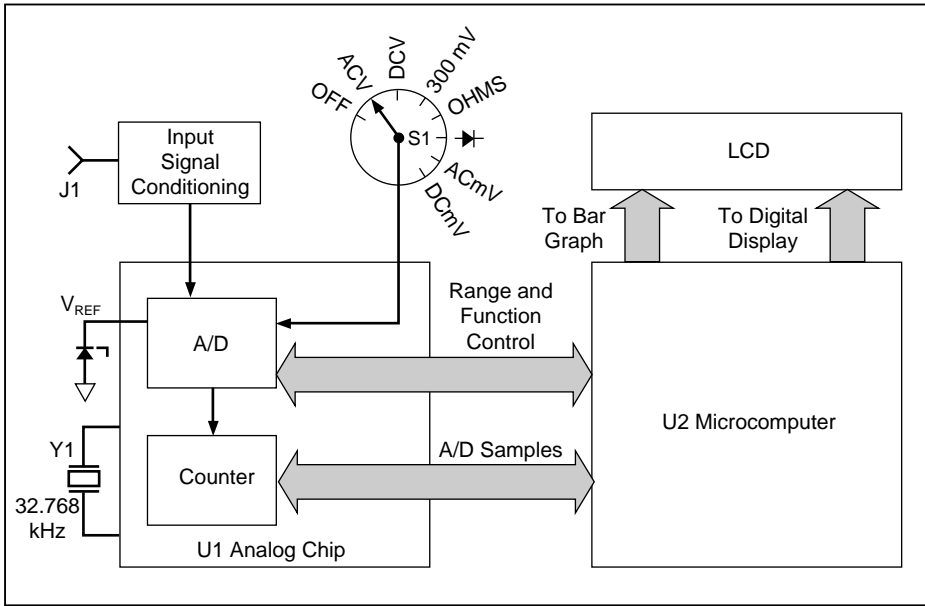 OFF
ACV
DCV
300 mV
OHMS
S1
ACmV
DCmV
Input
Signal
Conditioning
J1
LCD
To Bar
Graph
To Digital
Display
VREF
A/D
Range and
Function
Control
U2 Microcomputer
Y1
32.768
kHz
Counter
A/D Samples
U1 Analog Chip